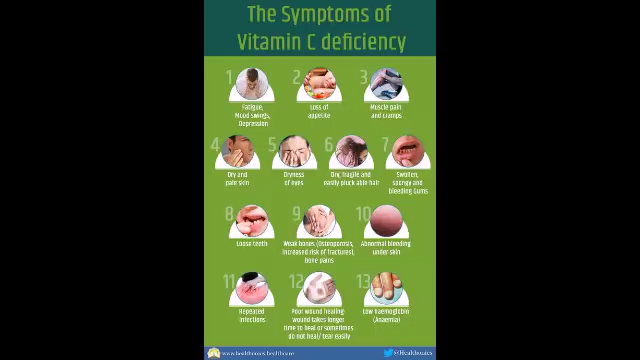 The Symptoms of
Vitamin C deficiency
1
2
3
Fatigue,
Mood swings,
Depression
Loss of
appetite
Muscle pain
and cramps
4
5
6
7
Dry and
pale skin
Dryness
of eyes
Dry, fragile and
easily pluck able hair
Swollen,
spongy and
bleeding Gums
8
9
10
Loose teeth
Weak bones (Osteoporosis,
increased risk of fractures),
bone pains
Abnormal bleeding
under skin
11
12
13
Repeated
Infections
Poor wound healing-
wound takes longer
time to heal or sometimes
do not heal/ tear easily
Low haemoglobin
(Anaemia)
www.healthonics.healthcare
@Healthonics